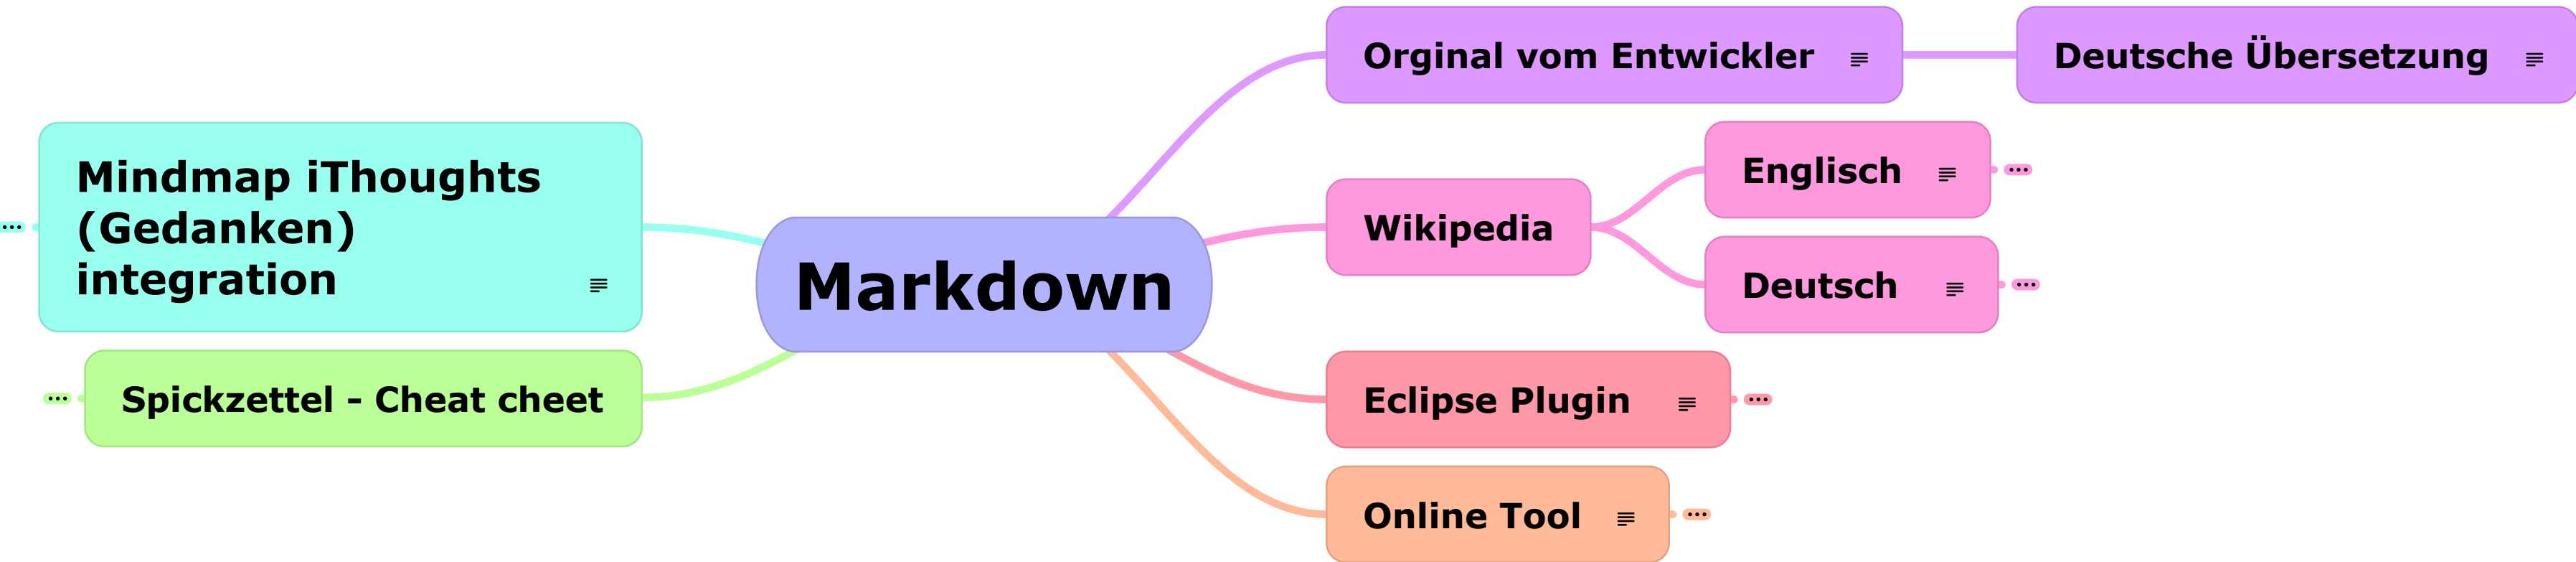 Orginal vom Entwickler
Deutsche Übersetzung
Mindmap iThoughts
(Gedanken)
integration
Englisch
Wikipedia
Deutsch
Markdown
Spickzettel - Cheat cheet
Eclipse Plugin
Online Tool